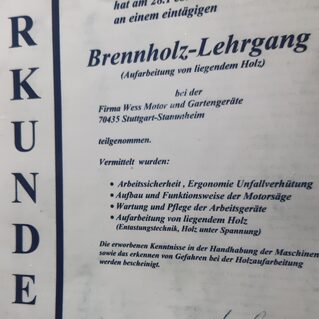 RKUNDE
hat am
an einem eintägigen
Brennholz-Lehrgang
(Aufarbeitung von liegendem Holz)
bei der
Firma Wess Motor und Gartengeräte
70435 Stuttgart-Stammheim
teilgenommen.
Vermittelt wurden:
• Arbeitssicherheit , Ergonomie Unfallverhütung
• Aufbau und Funktionsweise der Motorsäge
• Wartung und Pflege der Arbeitsgeräte
• Aufarbeitung von liegendem Holz
(Entastungstechnik, Holz unter Spannung)
Die erworbenen Kenntnisse in der Handhabung der Maschinen
sowie das erkennen von Gefahren bei der Holzaufarbeitung
werden bescheinigt.